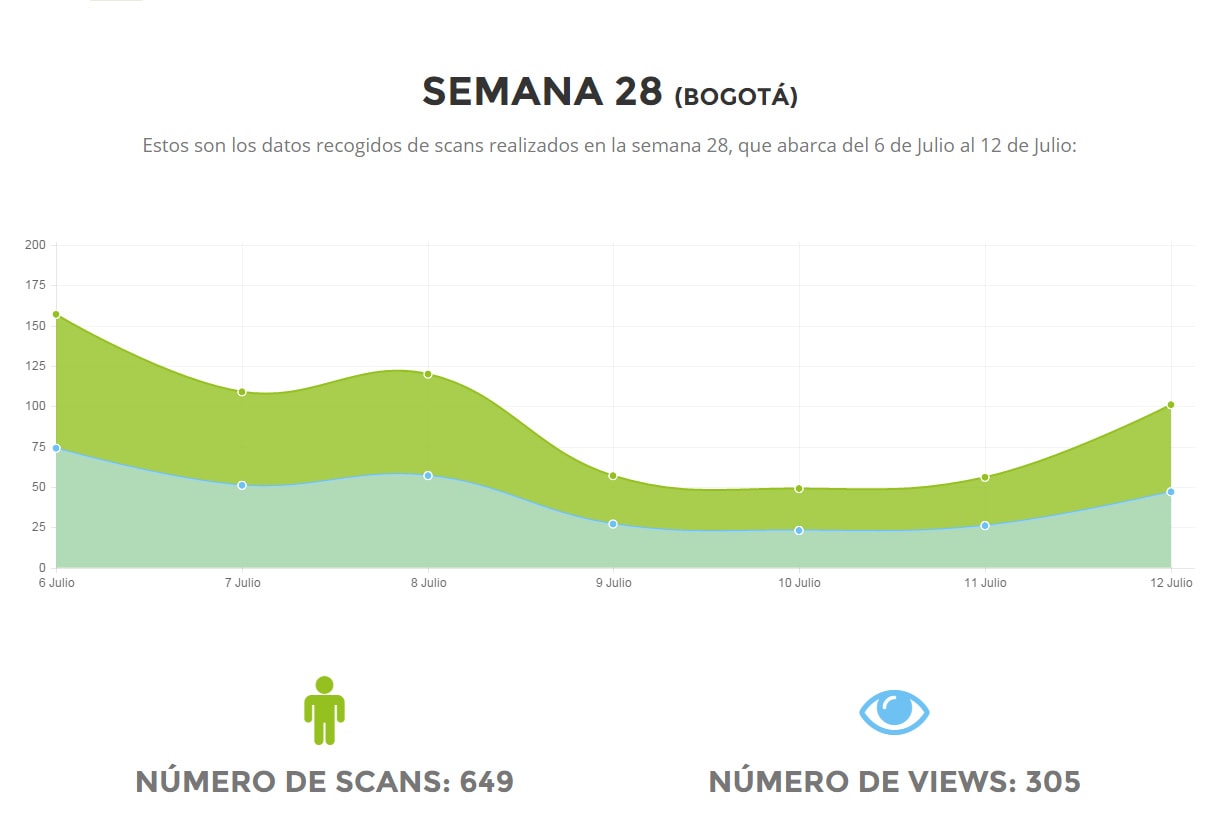 SEMANA 28 (BOGOTÁ)
Estos son los datos recogidos de scans realizados en la semana 28, que abarca del 6 de Julio al 12 de Julio:
200
175
150
125
100
75
50
25
0
6 Julio 7 Julio 8 Julio 9 Julio 10 Julio 11 Julio 12 Julio
NÚMERO DE SCANS: 649 NÚMERO DE VIEWS: 305